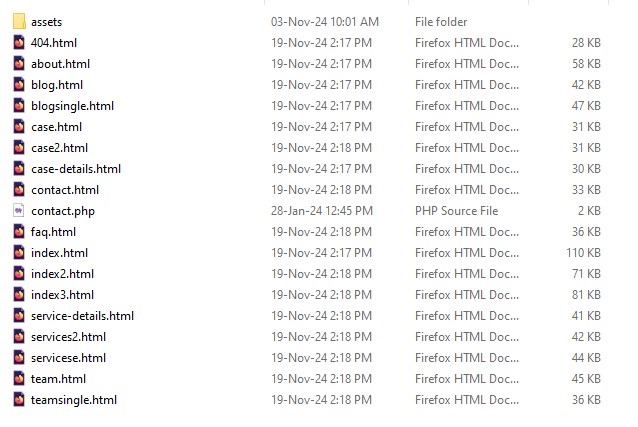 assets 03-Nov-24 10:01 AM File folder
404.html 19-Nov-24 2:17 PM Firefox HTML Doc... 28 KB
about.html 19-Nov-24 2:17 PM Firefox HTML Doc... 58 KB
blog.html 19-Nov-24 2:17 PM Firefox HTML Doc... 42 KB
blogsingle.html 19-Nov-24 2:17 PM Firefox HTML Doc... 47 KB
case.html 19-Nov-24 2:17 PM Firefox HTML Doc... 31 KB
case2.html 19-Nov-24 2:18 PM Firefox HTML Doc... 31 KB
case-details.html 19-Nov-24 2:17 PM Firefox HTML Doc... 30 KB
contact.html 19-Nov-24 2:18 PM Firefox HTML Doc... 33 KB
contact.php 28-Jan-24 12:45 PM PHP Source File 2 KB
faq.html 19-Nov-24 2:18 PM Firefox HTML Doc... 36 KB
index.html 19-Nov-24 2:17 PM Firefox HTML Doc... 110 KB
index2.html 19-Nov-24 2:18 PM Firefox HTML Doc... 71 KB
index3.html 19-Nov-24 2:18 PM Firefox HTML Doc... 81 KB
service-details.html 19-Nov-24 2:18 PM Firefox HTML Doc... 41 KB
services2.html 19-Nov-24 2:18 PM Firefox HTML Doc... 42 KB
servicese.html 19-Nov-24 2:18 PM Firefox HTML Doc... 44 KB
team.html 19-Nov-24 2:18 PM Firefox HTML Doc... 45 KB
teamsingle.html 19-Nov-24 2:18 PM Firefox HTML Doc... 36 KB